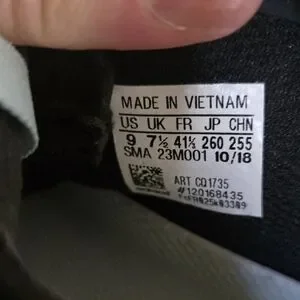 MADE IN VIETNAM
US UK FR JP CHN
9 7½ 41⅓ 260 255
SMA 23M001 10/18
ART CQ1735
#120168435